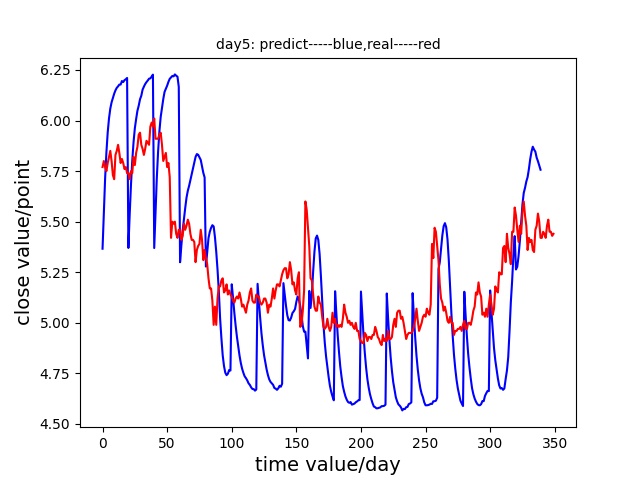 day5: predict-----blue,real-----red
6.25
6.00
5.75
5.50
5.25
5.00
4.75
4.50
close value/point
0 50 100 150 200 250 300 350
time value/day